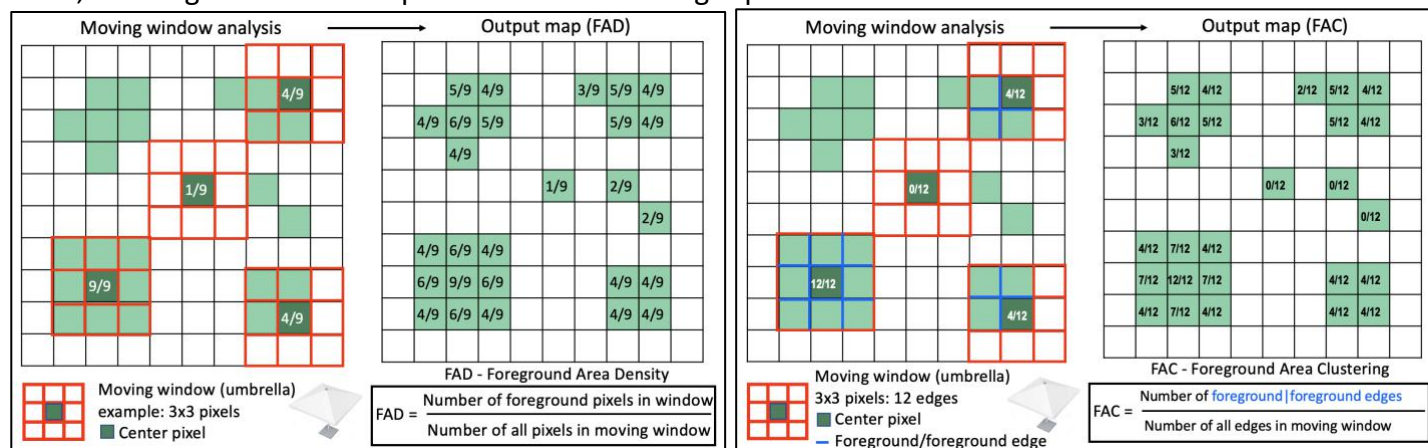 Moving window analysis
4/9
1/9
9/9
4/9
Output map (FAD)
5/9 4/9 3/9 5/9 4/9
4/9 6/9 5/9 5/9 4/9
4/9
1/9 2/9
2/9
4/9 6/9 4/9
6/9 9/9 6/9 4/9 4/9
4/9 6/9 4/9 4/9 4/9
Moving window (umbrella)
example: 3x3 pixels
Center pixel
FAD - Foreground Area Density
Number of foreground pixels in window
FAD =
Number of all pixels in moving window
Moving window analysis
4/12
0/12
12/12
4/12
Output map (FAC)
5/12 4/12 2/12 5/12 4/12
3/12 6/12 5/12 5/12 4/12
3/12
0/12 0/12
0/12
4/12 7/12 4/12
7/12 12/12 7/12 4/12 4/12
4/12 7/12 4/12 4/12 4/12
Moving window (umbrella)
3x3 pixels: 12 edges
Center pixel
Foreground/foreground edge
FAC - Foreground Area Clustering
Number of foreground|foreground edges
FAC =
Number of all edges in moving window